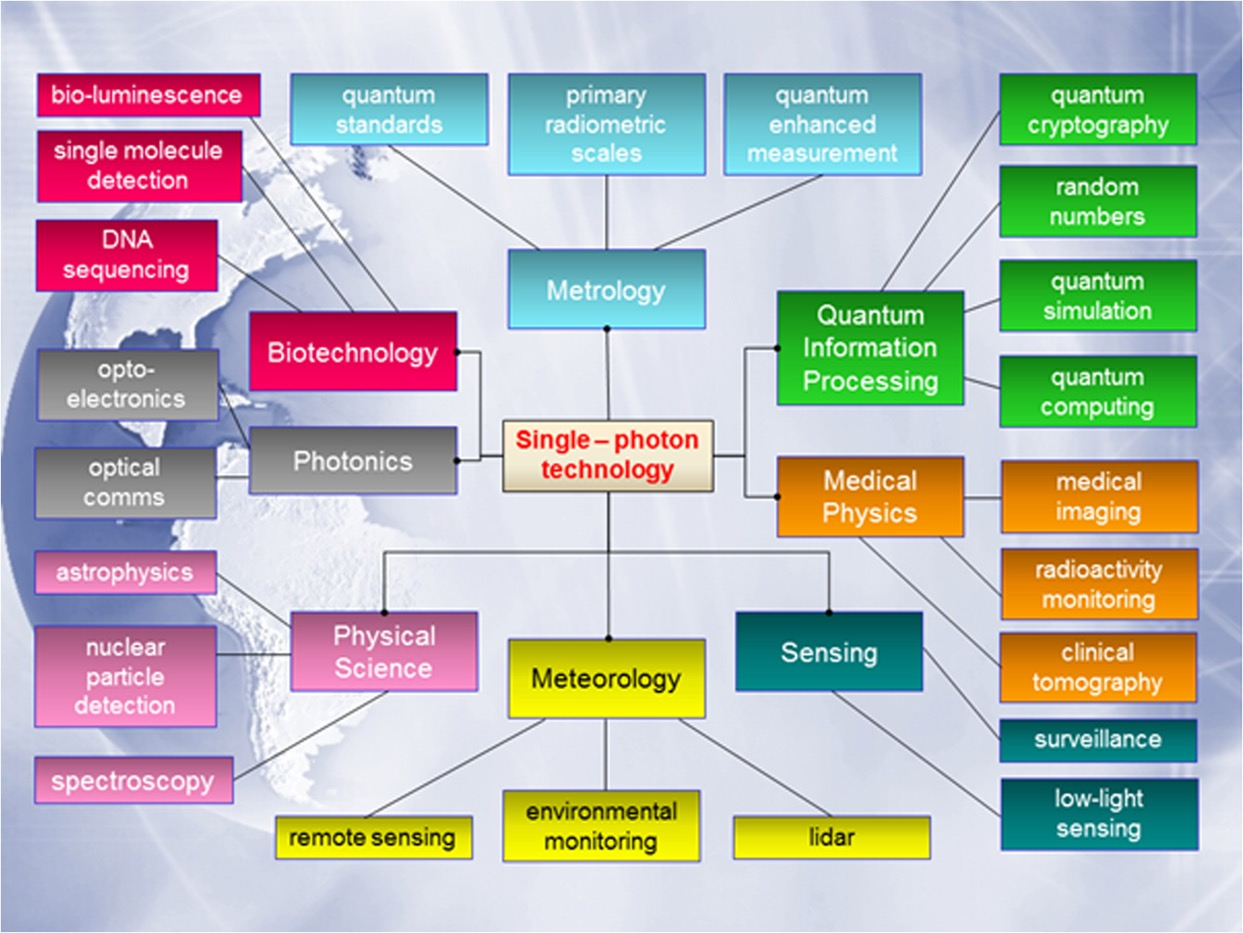 bio-luminescence
single molecule
detection
DNA
sequencing
quantum
standards
primary
radiometric
scales
quantum
enhanced
measurement
quantum
cryptography
random
numbers
quantum
simulation
quantum
computing
Metrology
Biotechnology
Quantum
Information
Processing
opto-
electronics
optical
comms
Photonics
Single – photon
technology
Medical
Physics
medical
imaging
radioactivity
monitoring
clinical
tomography
astrophysics
nuclear
particle
detection
spectroscopy
Physical
Science
Meteorology
Sensing
surveillance
low-light
sensing
remote sensing
environmental
monitoring
lidar